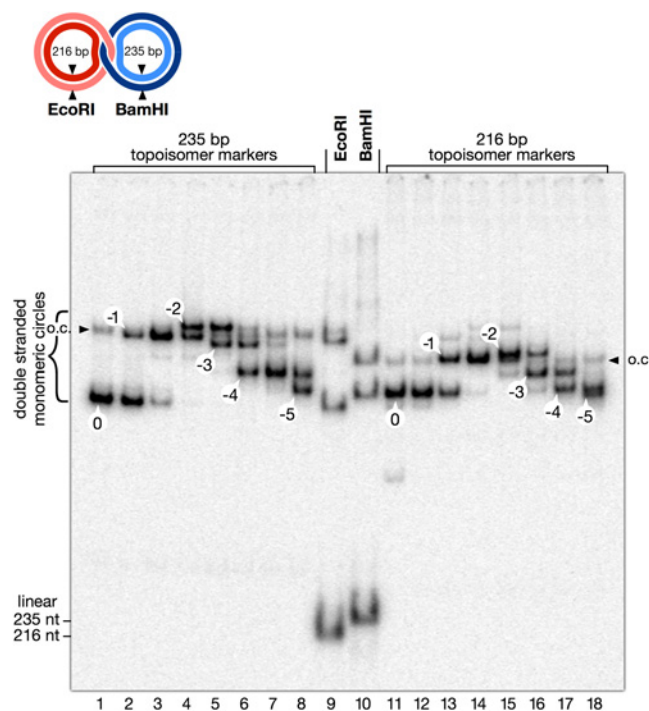 216 bp
235 bp
EcoRI
BamHI
235 bp
topoisomer markers
EcoRI
BamHI
216 bp
topoisomer markers
double stranded
monomeric circles
o.c.
-1
-2
-3
-4
-5
0
-1
-2
-3
-4
-5
0
o.c
linear
235 nt
216 nt
1 2 3 4 5 6 7 8 9 10 11 12 13 14 15 16 17 18